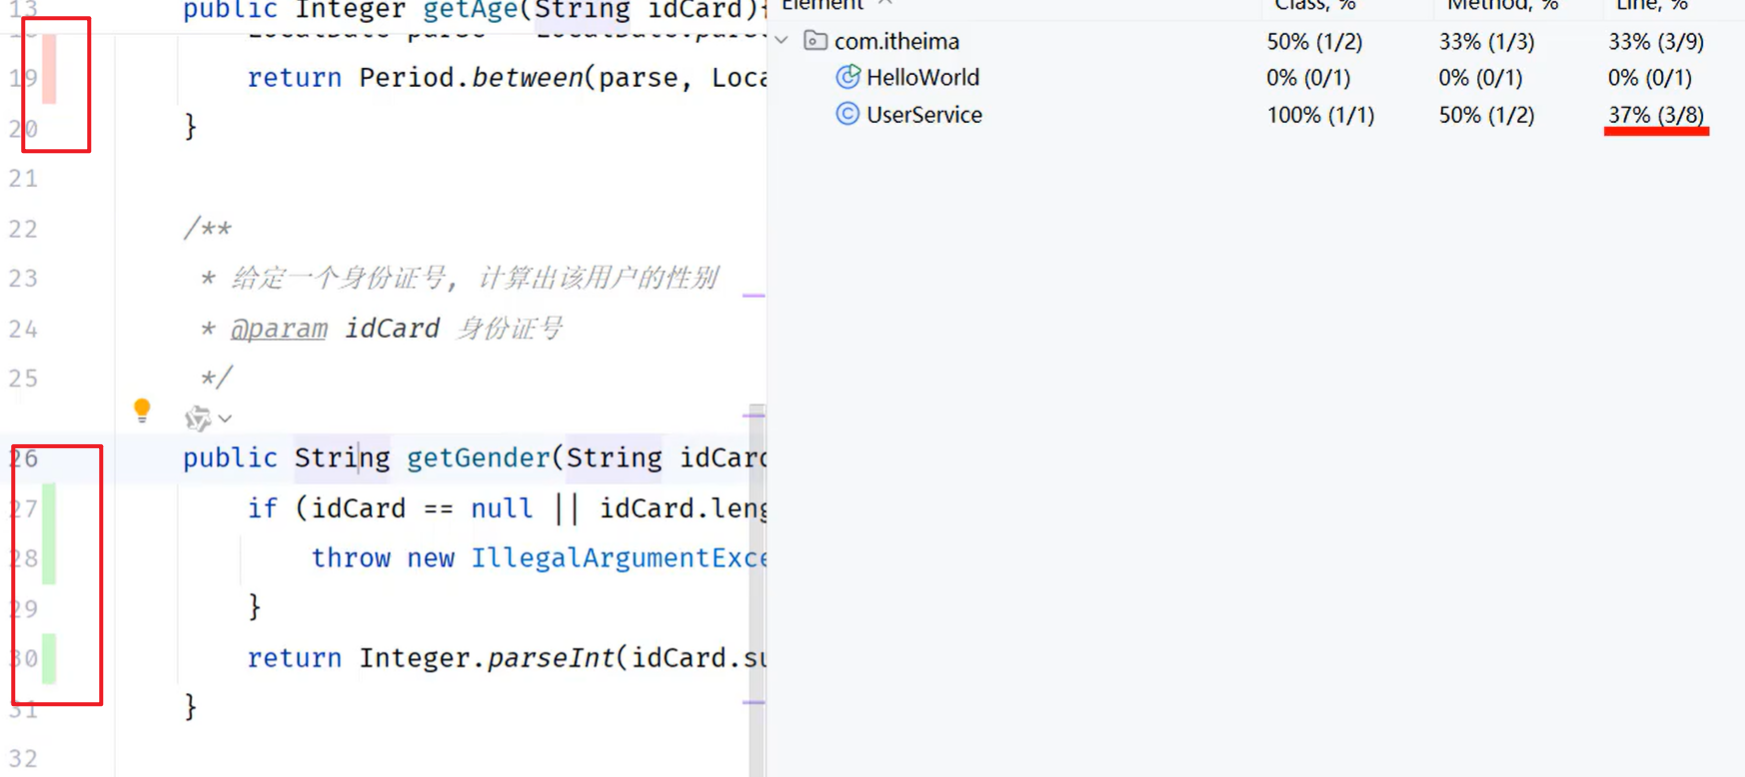 13 public Integer getAge(String idCard){
18 LocalDate parse = LocalDate.parse
19 return Period.between(parse, Loca
20 }
21
22 /**
23 * 给定一个身份证号, 计算出该用户的性别
24 * @param idCard 身份证号
25 */
26 public String getGender(String idCard
27 if (idCard == null || idCard.leng
28 throw new IllegalArgumentExce
29 }
30 return Integer.parseInt(idCard.su
31 }
32
Element Class, % Method, % Line, %
com.itheima 50% (1/2) 33% (1/3) 33% (3/9)
HelloWorld 0% (0/1) 0% (0/1) 0% (0/1)
UserService 100% (1/1) 50% (1/2) 37% (3/8)